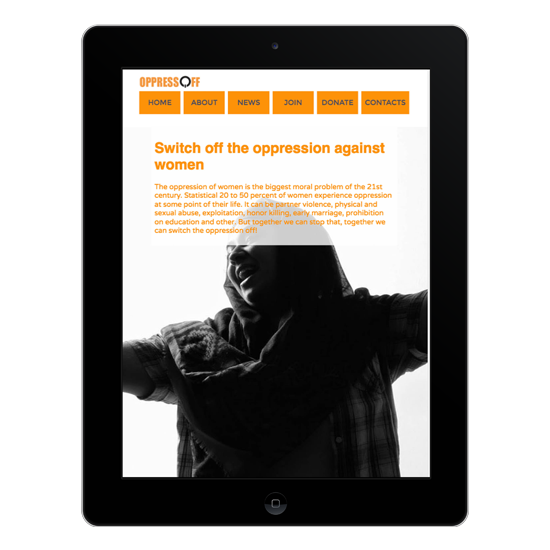 OPPRESSOFF
HOME ABOUT NEWS JOIN DONATE CONTACTS
Switch off the oppression against
women
The oppression of women is the biggest moral problem of the 21st
century. Statistical 20 to 50 percent of women experience oppression
at some point of their life. It can be partner violence, physical and
sexual abuse, exploitation, honor killing, early marriage, prohibition
on education and other. But together we can stop that, together we
can switch the oppression off!